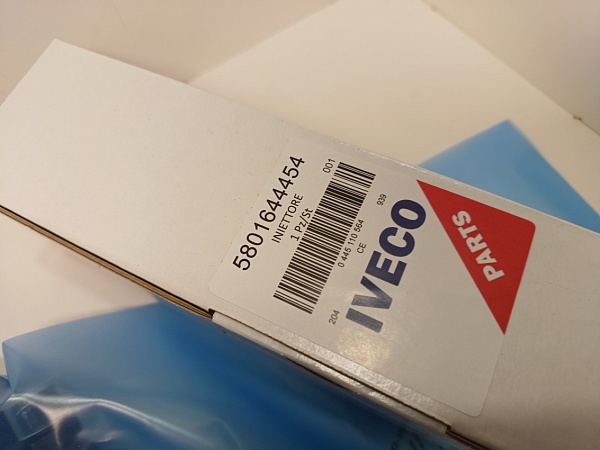 5801644454
INIETTORE
1 Pz/St
001
0 445 110 564
CE
939
204
IVECO
PARTS